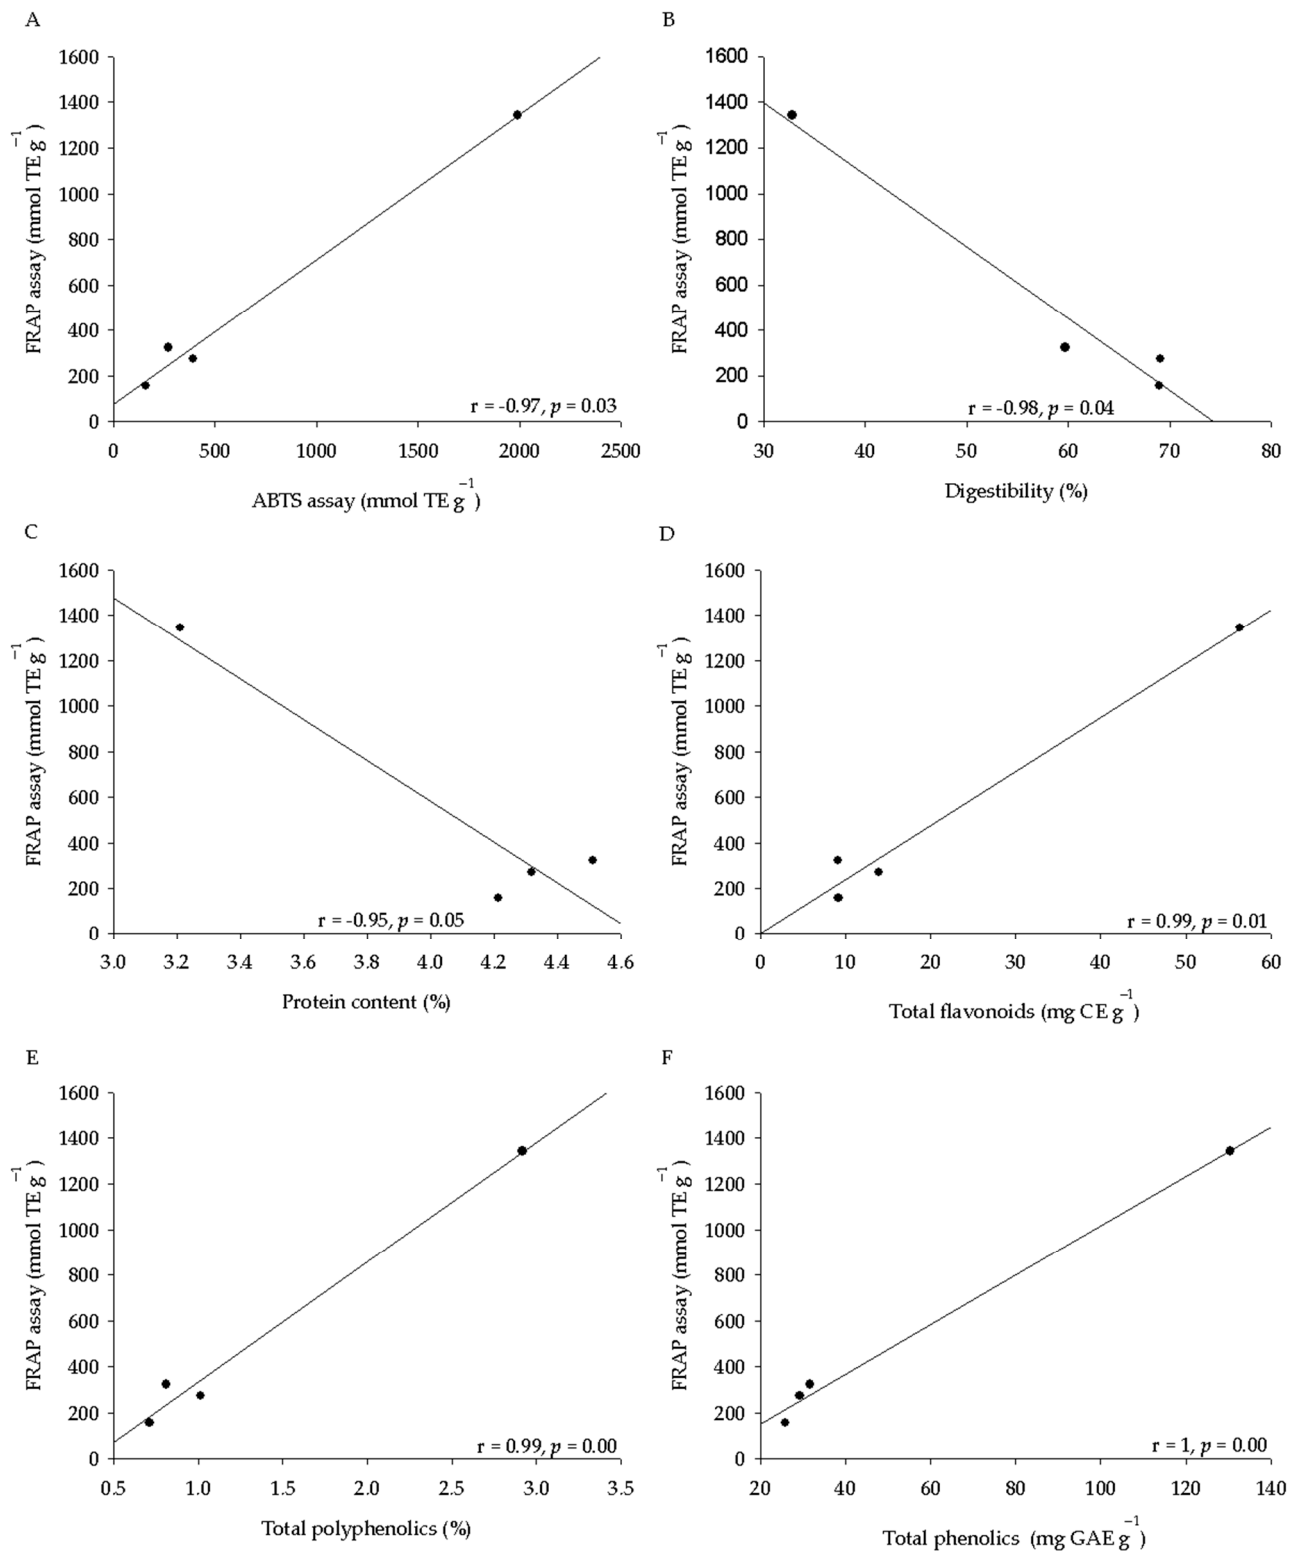 A
1600
1400
1200
1000
800
600
400
200
0
FRAP assay (mmol TE g⁻¹)
r = -0.97, p = 0.03
0 500 1000 1500 2000 2500
ABTS assay (mmol TE g⁻¹)
B
1600
1400
1200
1000
800
600
400
200
0
FRAP assay (mmol TE g⁻¹)
r = -0.98, p = 0.04
30 40 50 60 70 80
Digestibility (%)
C
1600
1400
1200
1000
800
600
400
200
0
FRAP assay (mmol TE g⁻¹)
r = -0.95, p = 0.05
3.0 3.2 3.4 3.6 3.8 4.0 4.2 4.4 4.6
Protein content (%)
D
1600
1400
1200
1000
800
600
400
200
0
FRAP assay (mmol TE g⁻¹)
r = 0.99, p = 0.01
0 10 20 30 40 50 60
Total flavonoids (mg CE g⁻¹)
E
1600
1400
1200
1000
800
600
400
200
0
FRAP assay (mmol TE g⁻¹)
r = 0.99, p = 0.00
0.5 1.0 1.5 2.0 2.5 3.0 3.5
Total polyphenolics (%)
F
1600
1400
1200
1000
800
600
400
200
0
FRAP assay (mmol TE g⁻¹)
r = 1, p = 0.00
20 40 60 80 100 120 140
Total phenolics (mg GAE g⁻¹)